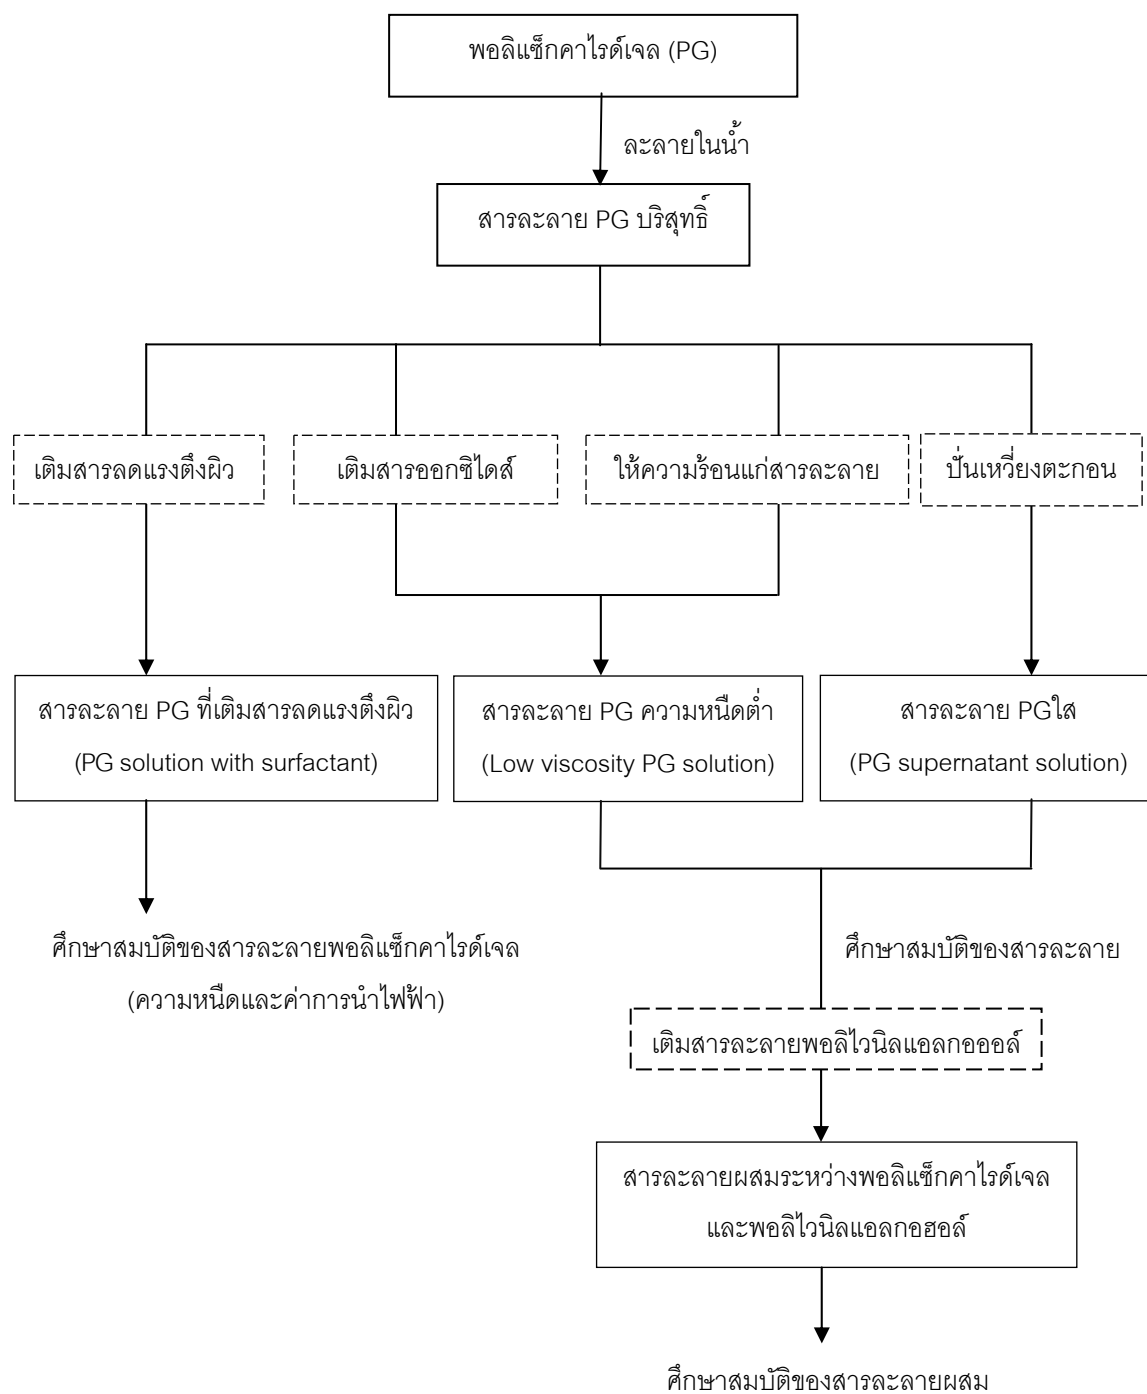 พอลิแซ็กคาไรด์เจล (PG)
ละลายในน้ำ
สารละลาย PG บริสุทธิ์
เติมสารลดแรงตึงผิว
เติมสารออกซิไดส์
ให้ความร้อนแก่สารละลาย
ปั่นเหวี่ยงตะกอน
สารละลาย PG ที่เติมสารลดแรงตึงผิว
(PG solution with surfactant)
สารละลาย PG ความหนืดต่ำ
(Low viscosity PG solution)
สารละลาย PGใส
(PG supernatant solution)
ศึกษาสมบัติของสารละลายพอลิแซ็กคาไรด์เจล
(ความหนืดและค่าการนำไฟฟ้า)
ศึกษาสมบัติของสารละลาย
เติมสารละลายพอลิไวนิลแอลกอออล์
สารละลายผสมระหว่างพอลิแซ็กคาไรด์เจล
และพอลิไวนิลแอลกอฮอล์
ศึกษาสมบัติของสารละลายผสม